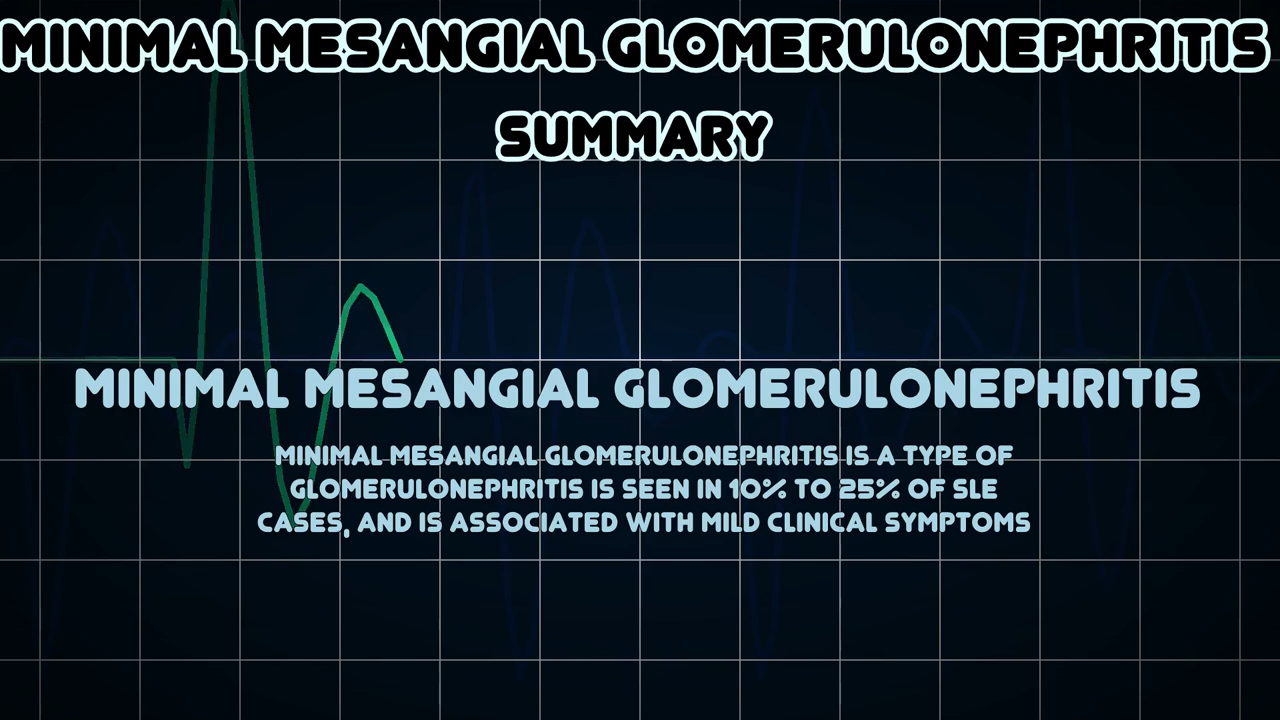 MINIMAL MESANGIAL GLOMERULONEPHRITIS
SUMMARY
MINIMAL MESANGIAL GLOMERULONEPHRITIS
MINIMAL MESANGIAL GLOMERULONEPHRITIS IS A TYPE OF
GLOMERULONEPHRITIS IS SEEN IN 10% TO 25% OF SLE
CASES, AND IS ASSOCIATED WITH MILD CLINICAL SYMPTOMS